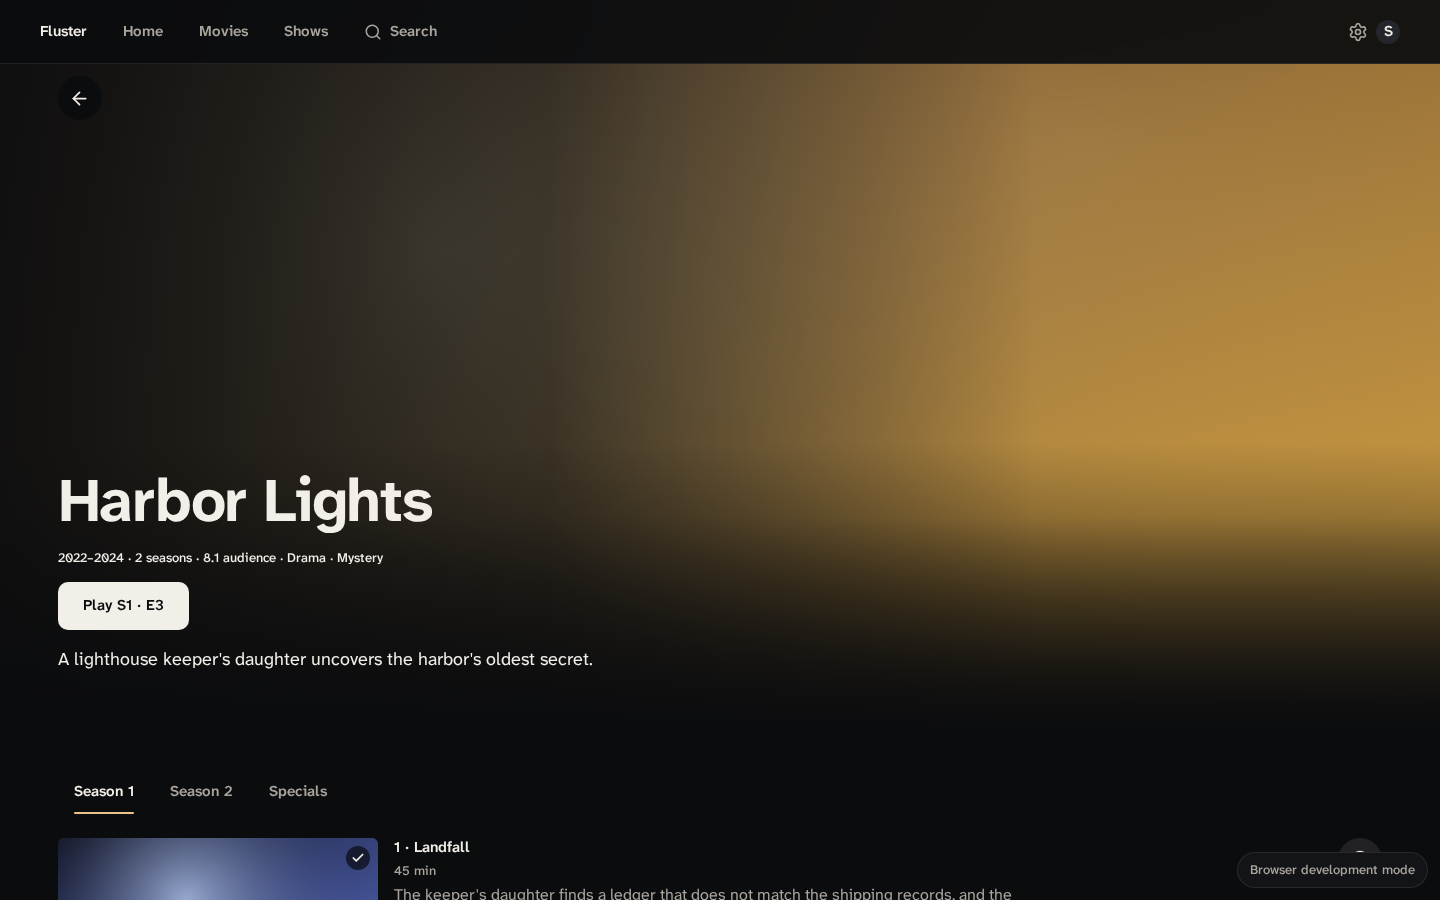 Fluster Home Movies Shows Search S
Harbor Lights
2022–2024 · 2 seasons · 8.1 audience · Drama · Mystery
Play S1 · E3
A lighthouse keeper's daughter uncovers the harbor's oldest secret.
Season 1 Season 2 Specials
1 · Landfall
45 min
The keeper's daughter finds a ledger that does not match the shipping records, and the
Browser development mode